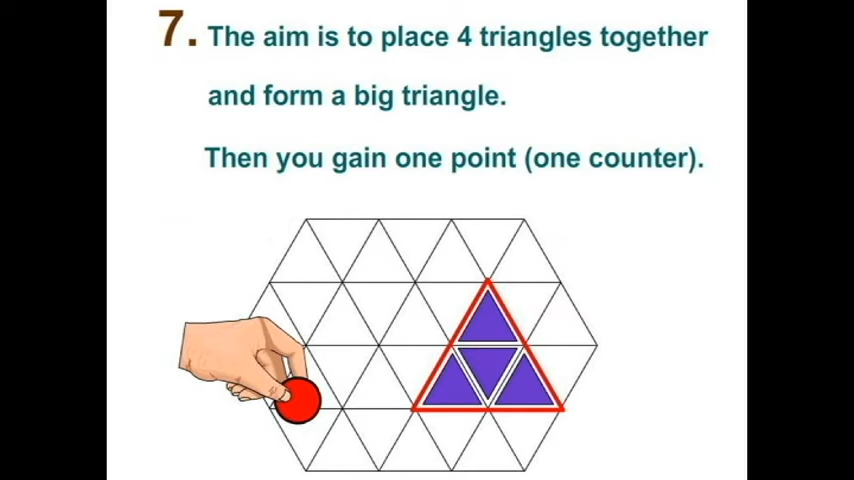 7. The aim is to place 4 triangles together
and form a big triangle.
Then you gain one point (one counter).